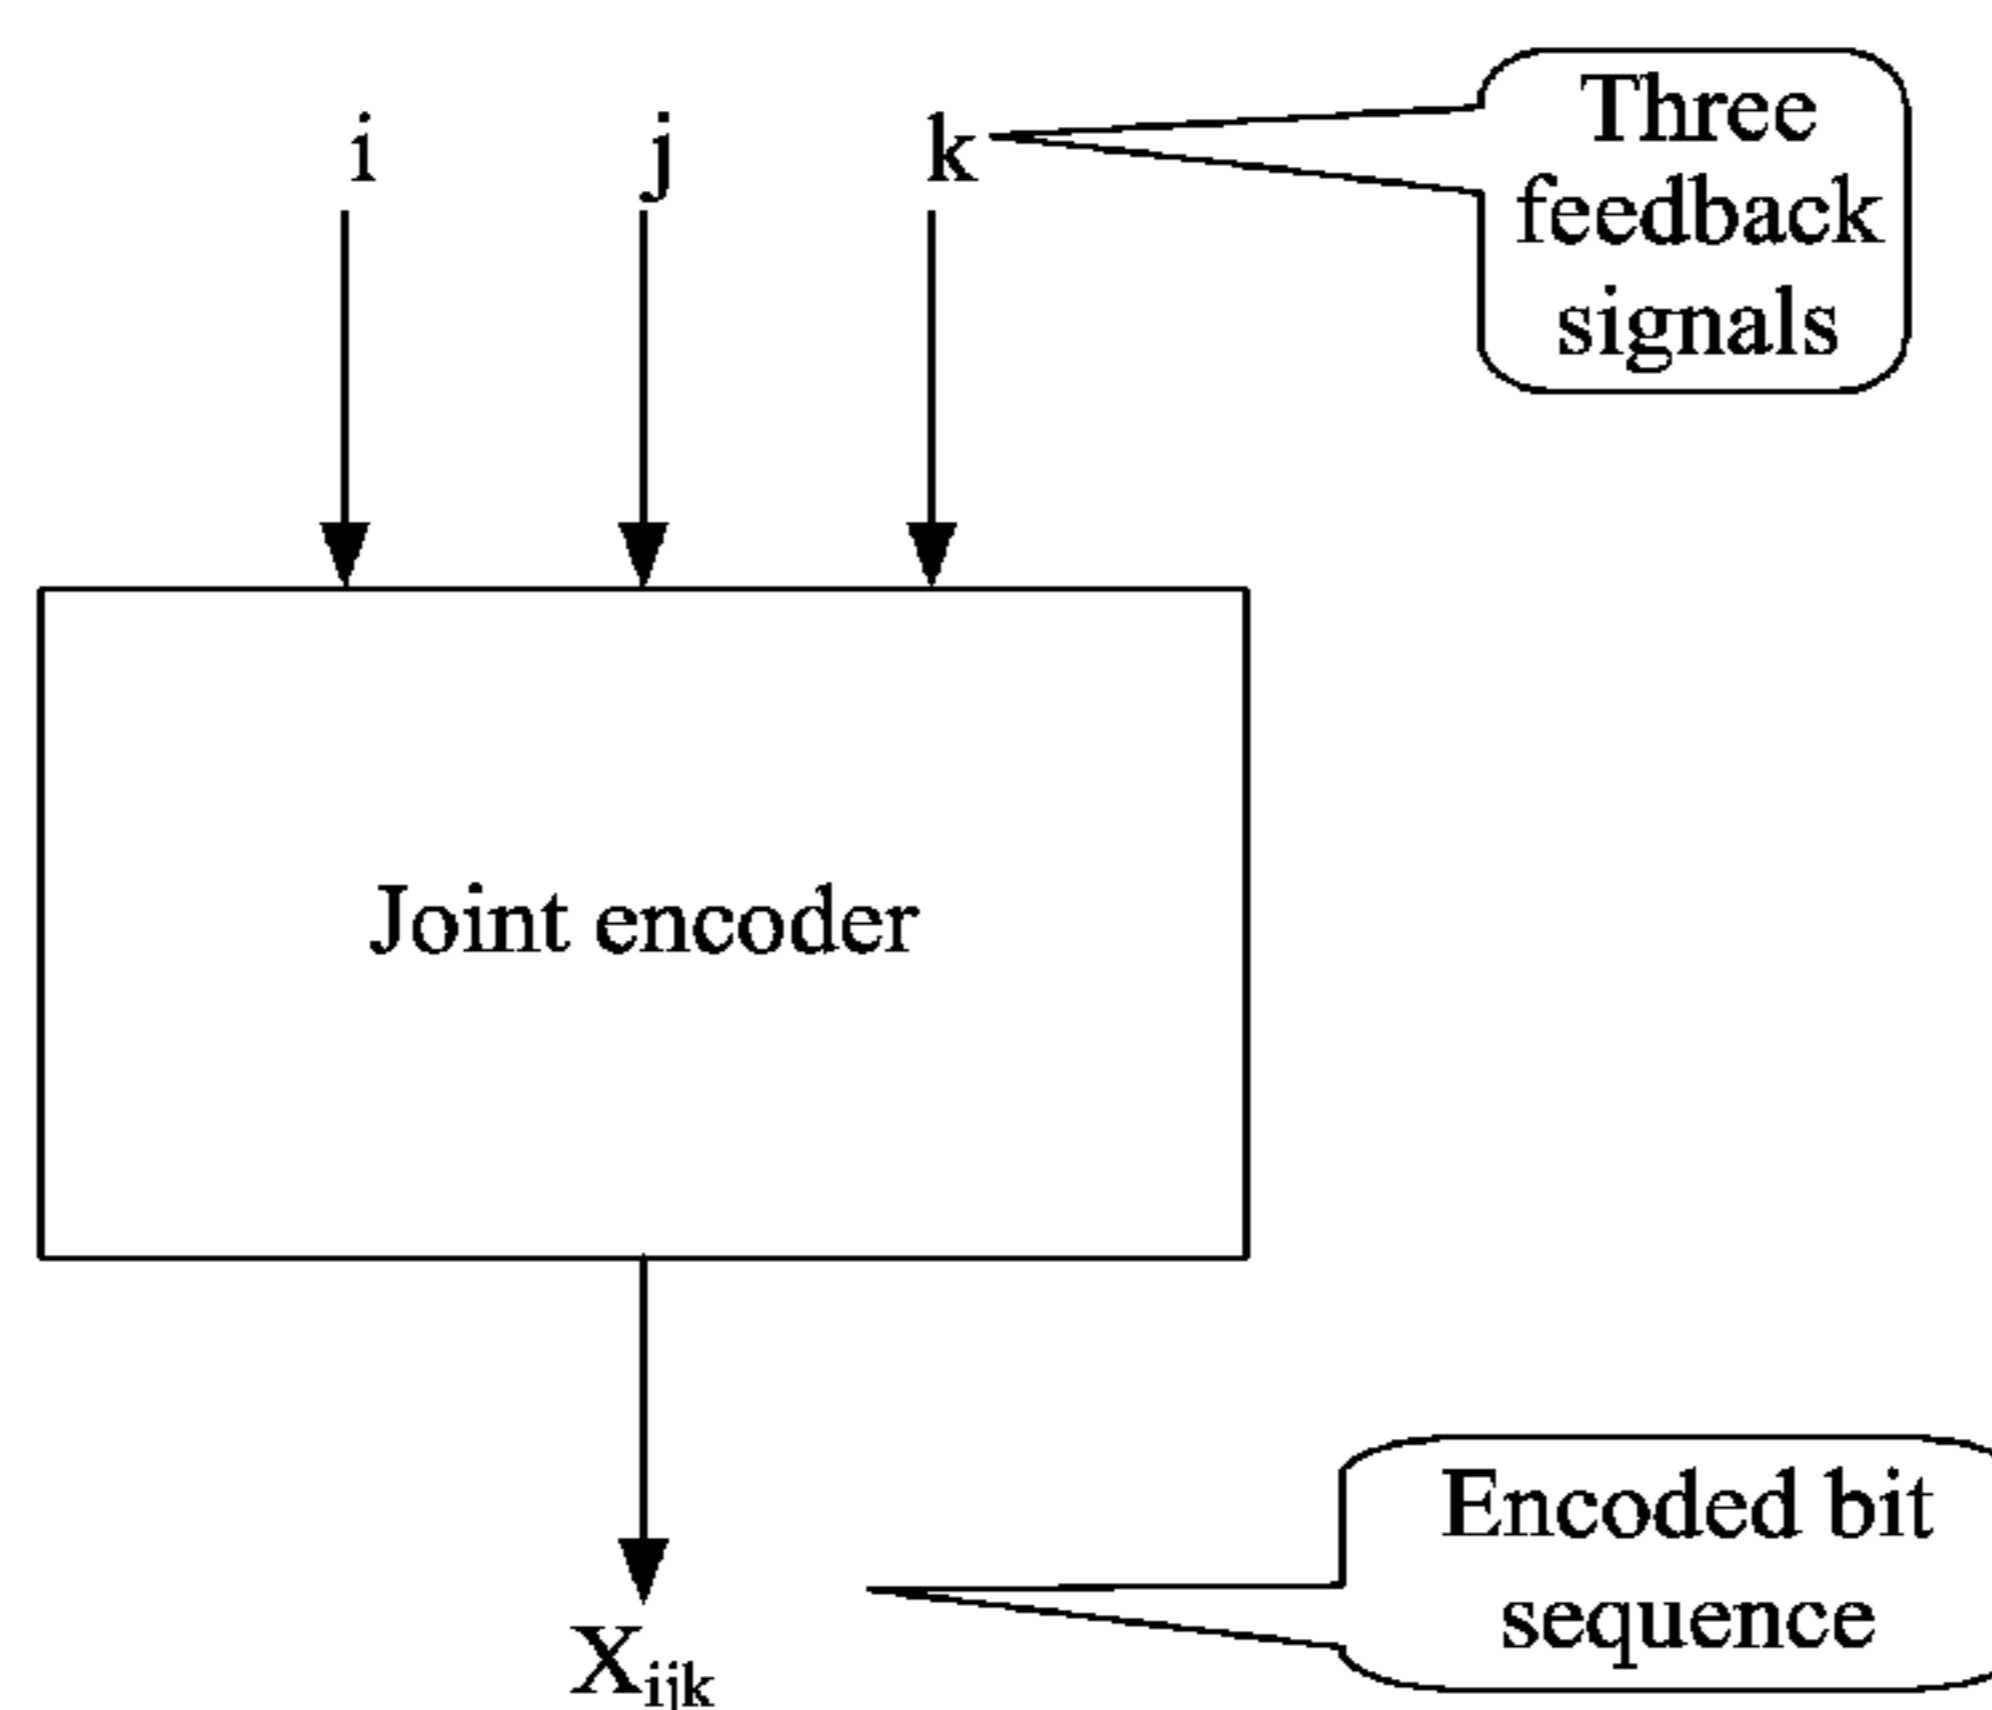 i j k
Three
feedback
signals
Joint encoder
Encoded bit
sequence
Xijk